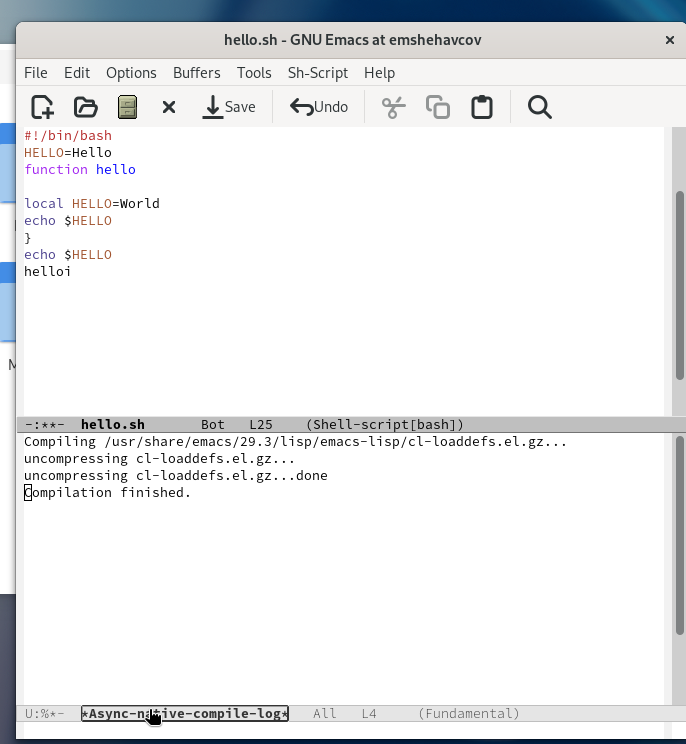 hello.sh - GNU Emacs at emshehavcov
File Edit Options Buffers Tools Sh-Script Help
Save Undo
#!/bin/bash
HELLO=Hello
function hello
local HELLO=World
echo $HELLO
}
echo $HELLO
helloi
-:**- hello.sh Bot L25 (Shell-script[bash])
Compiling /usr/share/emacs/29.3/lisp/emacs-lisp/cl-loaddefs.el.gz...
uncompressing cl-loaddefs.el.gz...
uncompressing cl-loaddefs.el.gz...done
Compilation finished.
U:%*- *Async-native-compile-log* All L4 (Fundamental)